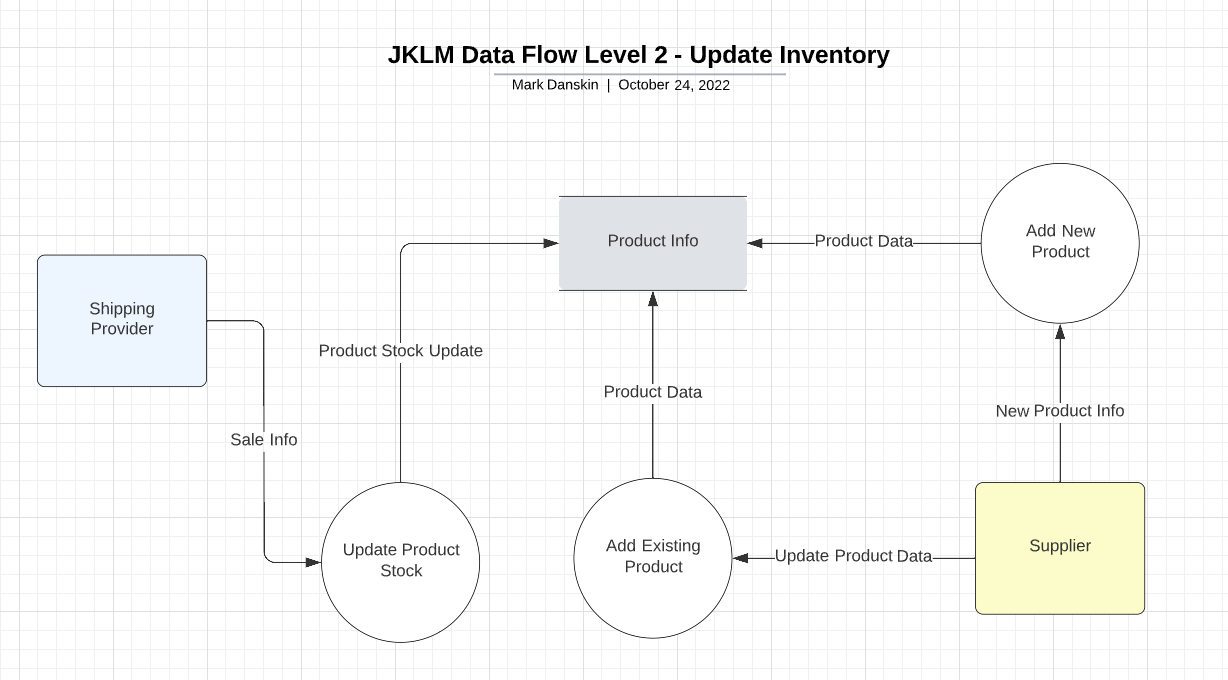 JKLM Data Flow Level 2 - Update Inventory
Mark Danskin | October 24, 2022
Product Info
Product Data
Add New
Product
Shipping
Provider
Product Stock Update
Product Data
New Product Info
Sale Info
Update Product
Stock
Add Existing
Product
Update Product Data
Supplier